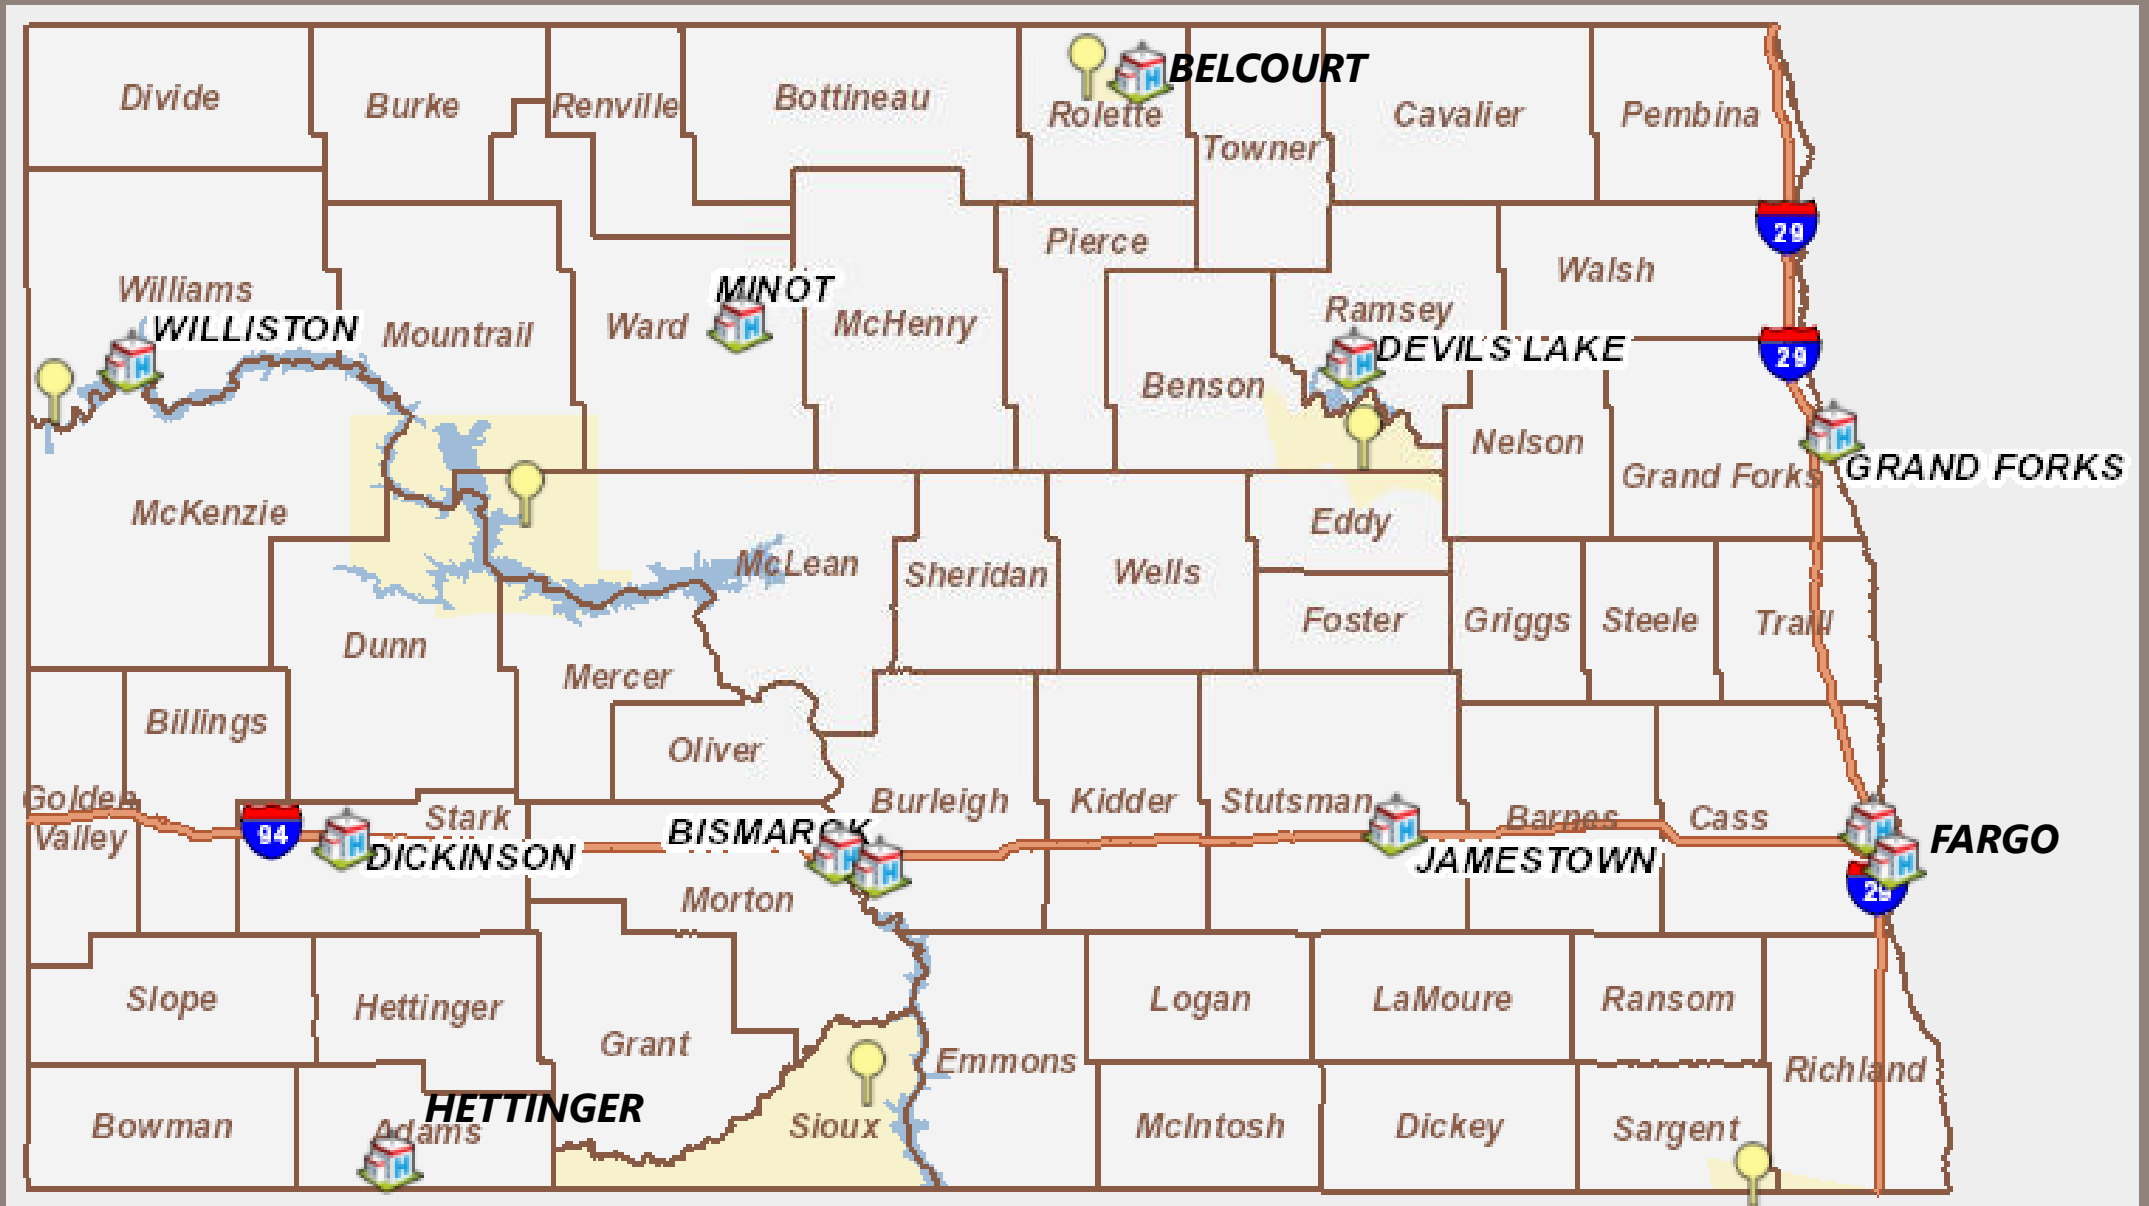 BELCOURT
Divide
Burke
Renville
Bottineau
Rolette
Towner
Cavalier
Pembina
29
Pierce
Walsh
Williams
MINOT
Ramsey
WILLISTON
Mountrail
Ward
McHenry
DEVILS LAKE
29
Benson
Nelson
GRAND FORKS
Grand Forks
McKenzie
Eddy
McLean
Sheridan
Wells
Foster
Griggs
Steele
Traill
Dunn
Mercer
Billings
Oliver
Golden
Valley
94
Stark
DICKINSON
BISMARCK
Burleigh
Kidder
Stutsman
JAMESTOWN
Barnes
Cass
FARGO
29
Morton
Slope
Hettinger
Grant
Emmons
Logan
LaMoure
Ransom
Richland
Bowman
HETTINGER
Adams
Sioux
McIntosh
Dickey
Sargent
H
H
H
H
H
H
H
H
H
H
H
H